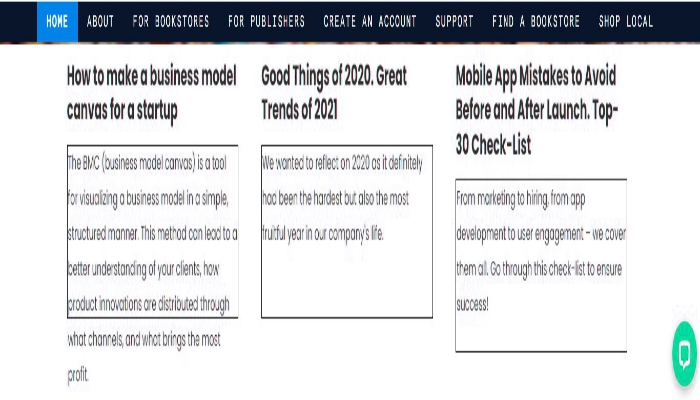 HOME ABOUT FOR BOOKSTORES FOR PUBLISHERS CREATE AN ACCOUNT SUPPORT FIND A BOOKSTORE SHOP LOCAL
How to make a business model
canvas for a startup
The BMC (business model canvas) is a tool
for visualizing a business model in a simple,
structured manner. This method can lead to a
better understanding of your clients, how
product innovations are distributed through
what channels, and what brings the most
profit.
Good Things of 2020. Great
Trends of 2021
We wanted to reflect on 2020 as it definitely
had been the hardest but also the most
fruitful year in our company's life.
Mobile App Mistakes to Avoid
Before and After Launch. Top-
30 Check-List
From marketing to hiring, from app
development to user engagement – we cover
them all. Go through this check-list to ensure
success!